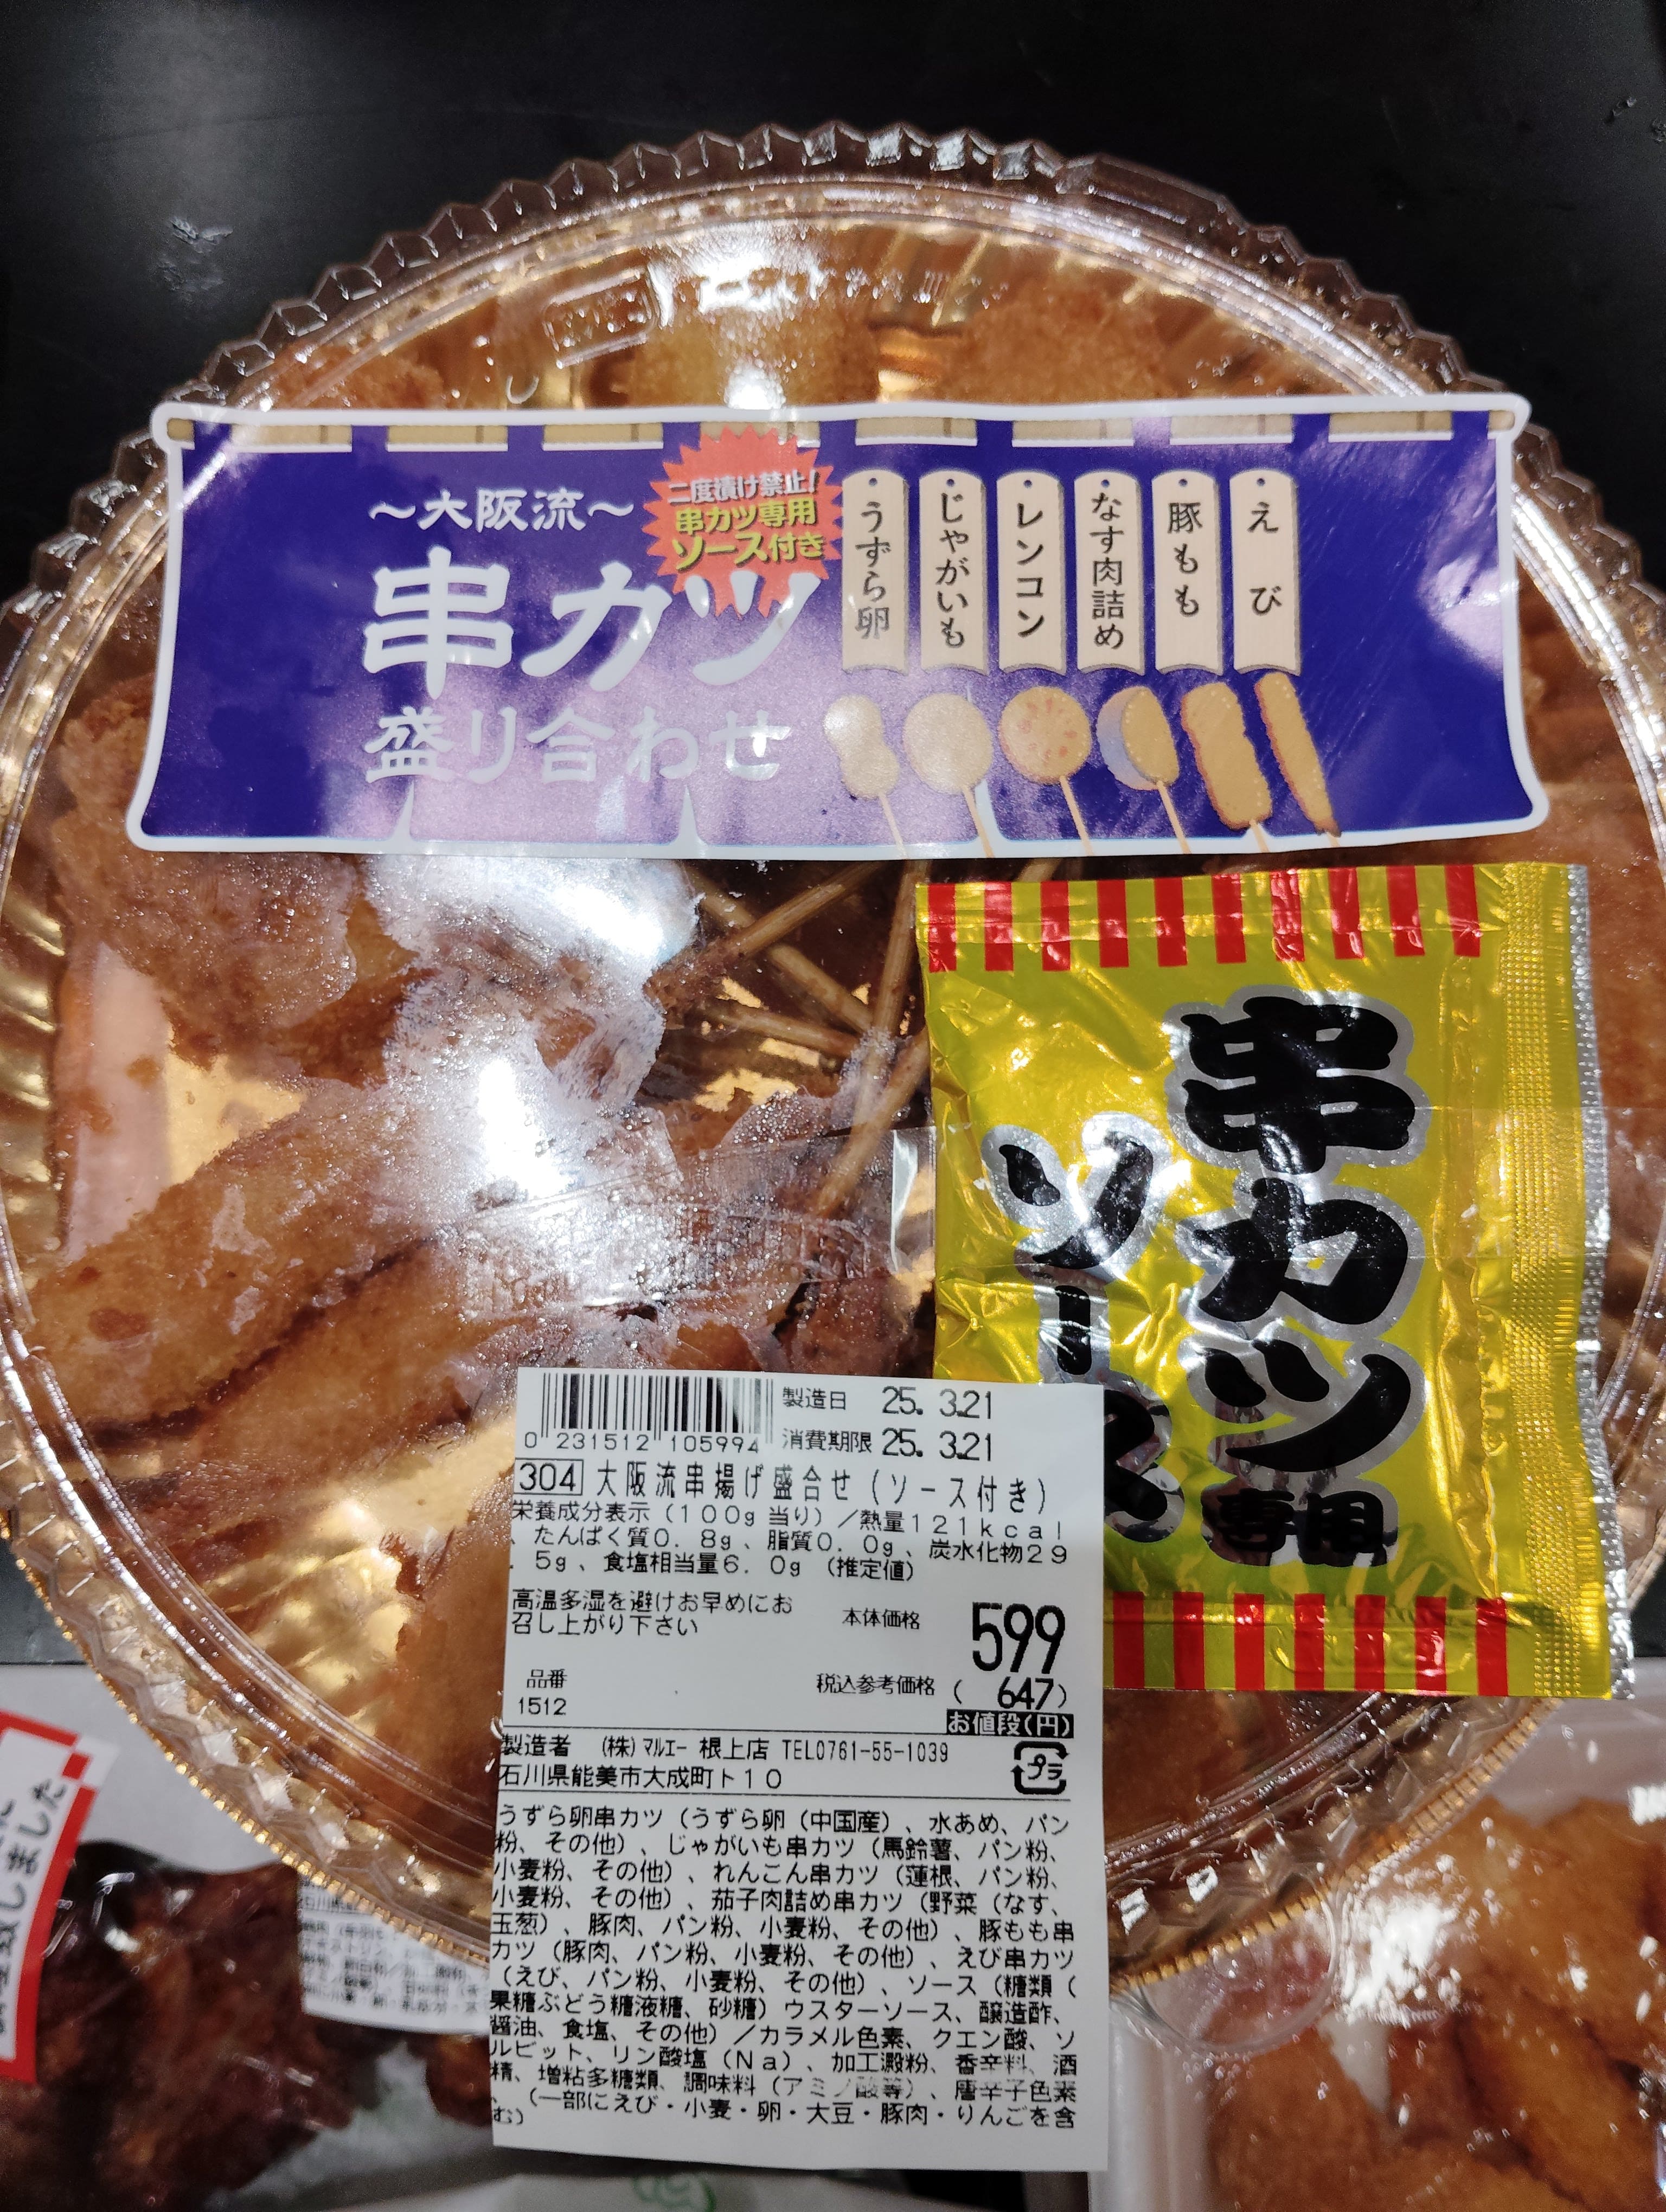 ～大阪流～
串カツ
盛り合わせ
二度漬け禁止!
串カツ専用
ソース付き
うずら卵
じゃがいも
レンコン
なす肉詰め
豚もも
えび
串カツ
専用
ソース
製造日 25. 3.21
消費期限 25. 3.21
0 231512 105994
304 大阪流串揚げ盛合せ(ソース付き)
栄養成分表示(100g当り)/熱量121kcal
、たんぱく質0.8g、脂質0.0g、炭水化物29
.5g、食塩相当量6.0g (推定値)
高温多湿を避けお早めにお
召し上がり下さい
本体価格 599
税込参考価格 ( 647)
お値段(円)
品番
1512
製造者 (株)マルエー 根上店 TEL0761-55-1039
石川県能美市大成町ト10
プラ
うずら卵串カツ(うずら卵(中国産)、水あめ、パン
粉、その他)、じゃがいも串カツ(馬鈴薯、パン粉、
小麦粉、その他)、れんこん串カツ(蓮根、パン粉、
小麦粉、その他)、茄子肉詰め串カツ(野菜(なす、
玉葱)、豚肉、パン粉、小麦粉、その他)、豚もも串
カツ(豚肉、パン粉、小麦粉、その他)、えび串カツ
(えび、パン粉、小麦粉、その他)、ソース(糖類(
果糖ぶどう糖液糖、砂糖)ウスターソース、醸造酢、
醤油、食塩、その他)/カラメル色素、クエン酸、ソ
ルビット、リン酸塩(Na)、加工澱粉、香辛料、酒
精、増粘多糖類、調味料(アミノ酸等)、唐辛子色素
、(一部にえび・小麦・卵・大豆・豚肉・りんごを含
む)
しました